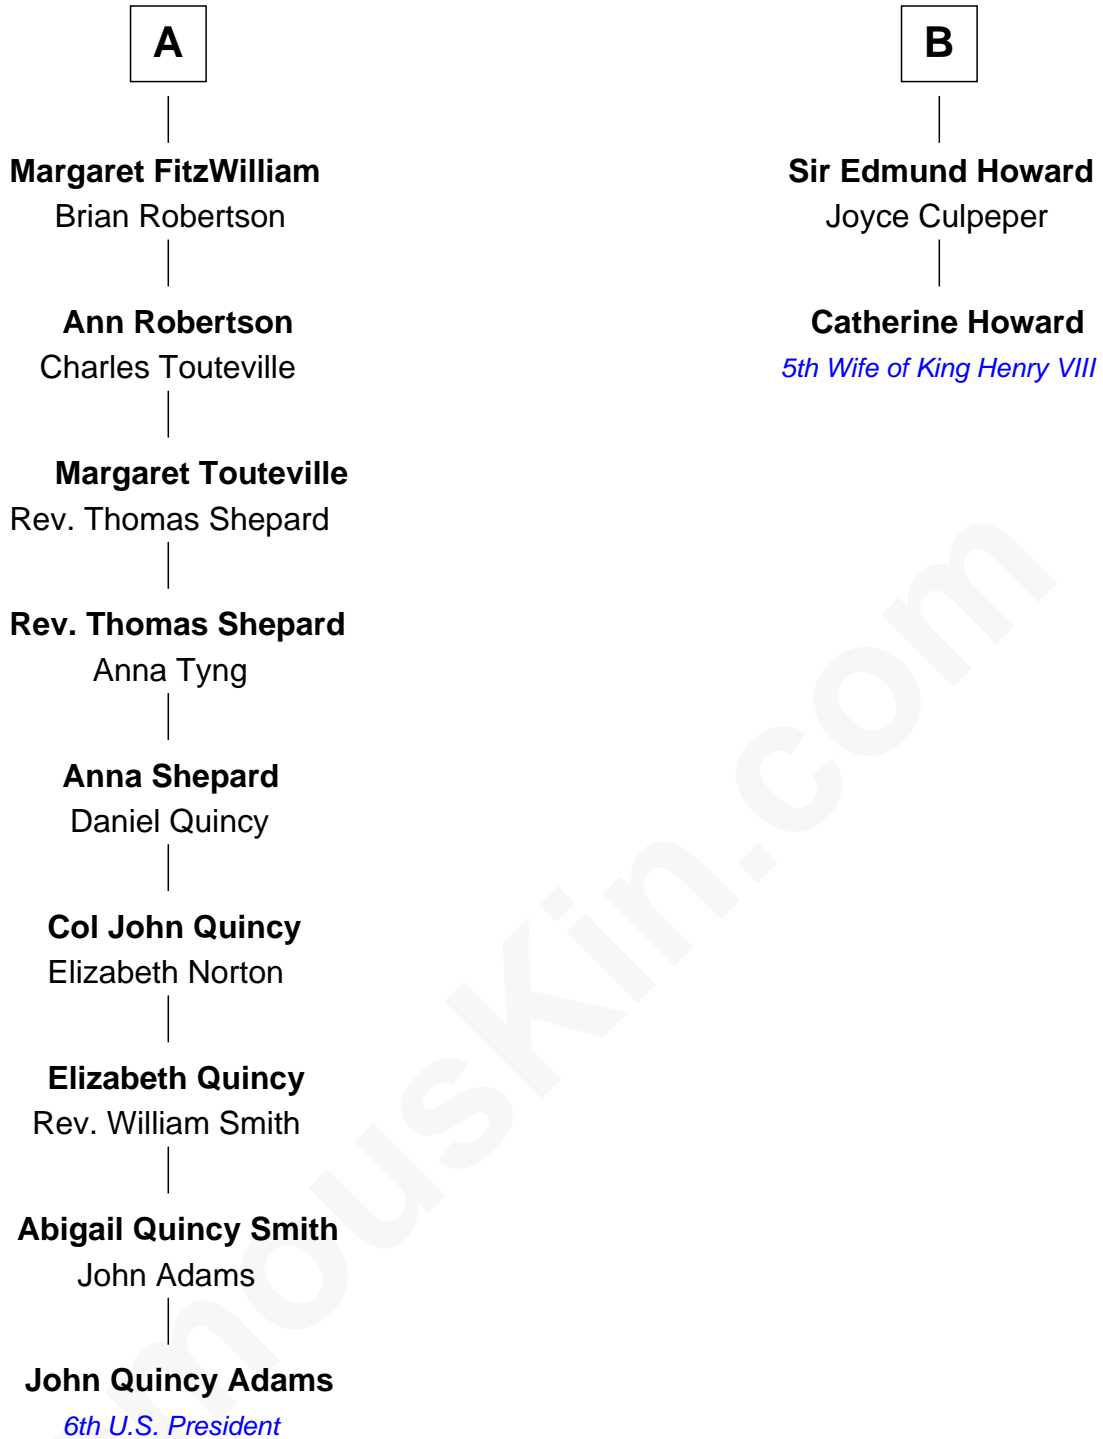 A
Margaret FitzWilliam
Brian Robertson
Ann Robertson
Charles Touteville
Margaret Touteville
Rev. Thomas Shepard
Rev. Thomas Shepard
Anna Tyng
Anna Shepard
Daniel Quincy
Col John Quincy
Elizabeth Norton
Elizabeth Quincy
Rev. William Smith
Abigail Quincy Smith
John Adams
John Quincy Adams
6th U.S. President
B
Sir Edmund Howard
Joyce Culpeper
Catherine Howard
5th Wife of King Henry VIII
mouskin.com